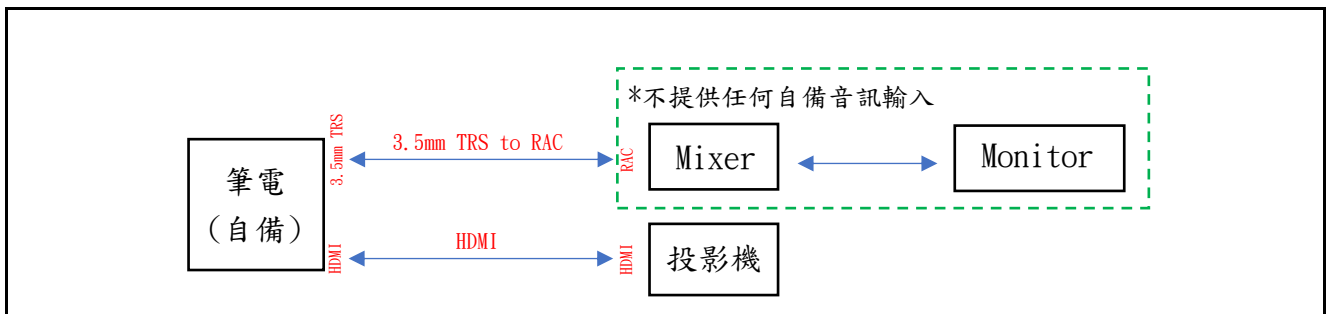 *不提供任何自備音訊輸入
3.5mm TRS
3.5mm TRS to RAC
RAC
Mixer
Monitor
筆電
(自備)
HDMI
HDMI
HDMI
投影機